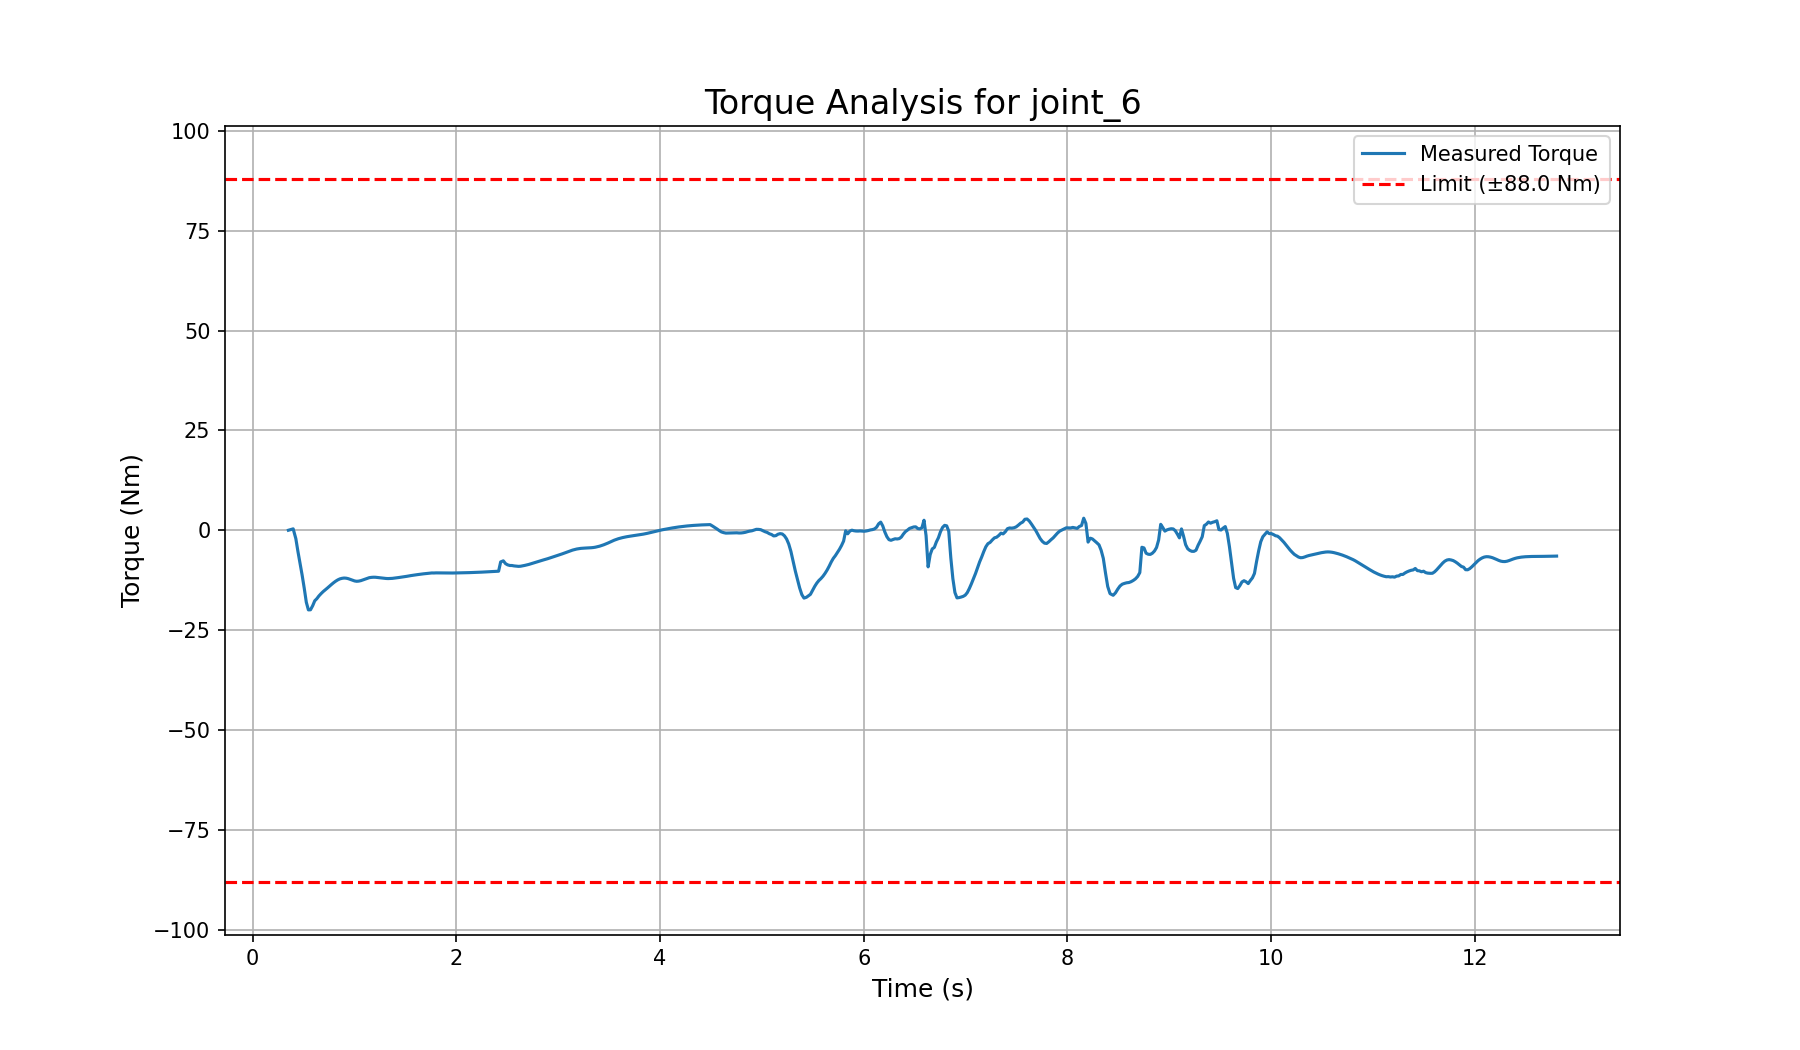 Torque Analysis for joint_6
Measured Torque
Limit (±88.0 Nm)
Torque (Nm)
100
75
50
25
0
−25
−50
−75
−100
0 2 4 6 8 10 12
Time (s)